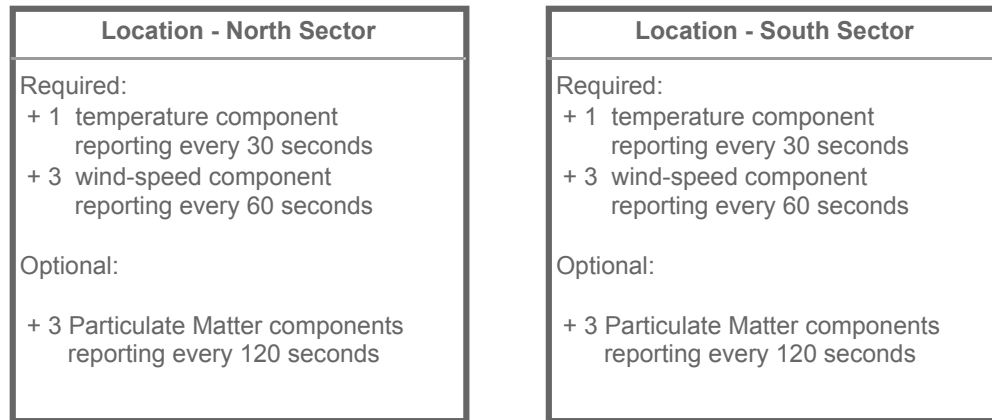 Location - North Sector
Required:
+ 1 temperature component
reporting every 30 seconds
+ 3 wind-speed component
reporting every 60 seconds
Optional:
+ 3 Particulate Matter components
reporting every 120 seconds
Location - South Sector
Required:
+ 1 temperature component
reporting every 30 seconds
+ 3 wind-speed component
reporting every 60 seconds
Optional:
+ 3 Particulate Matter components
reporting every 120 seconds